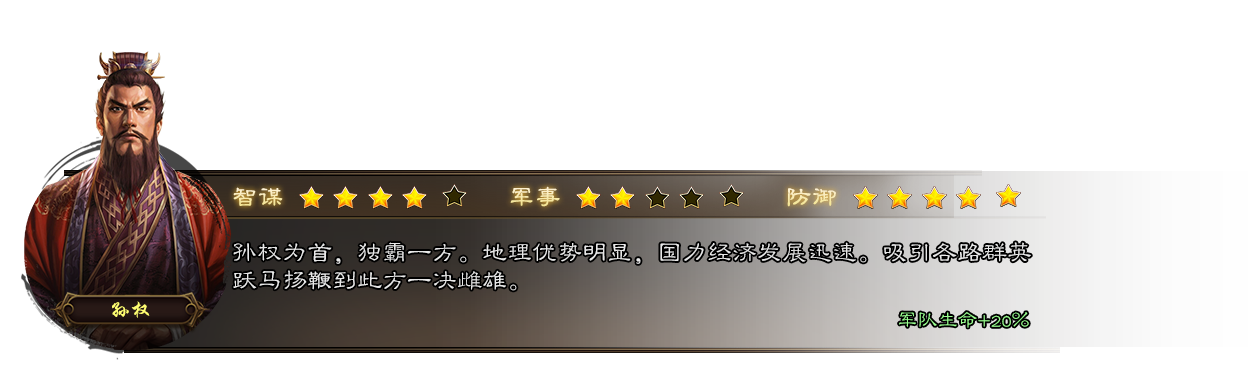 智谋 军事 防御
孙权为首，独霸一方。地理优势明显，国力经济发展迅速。吸引各路群英
跃马扬鞭到此方一决雌雄。
孙权
军队生命+20%